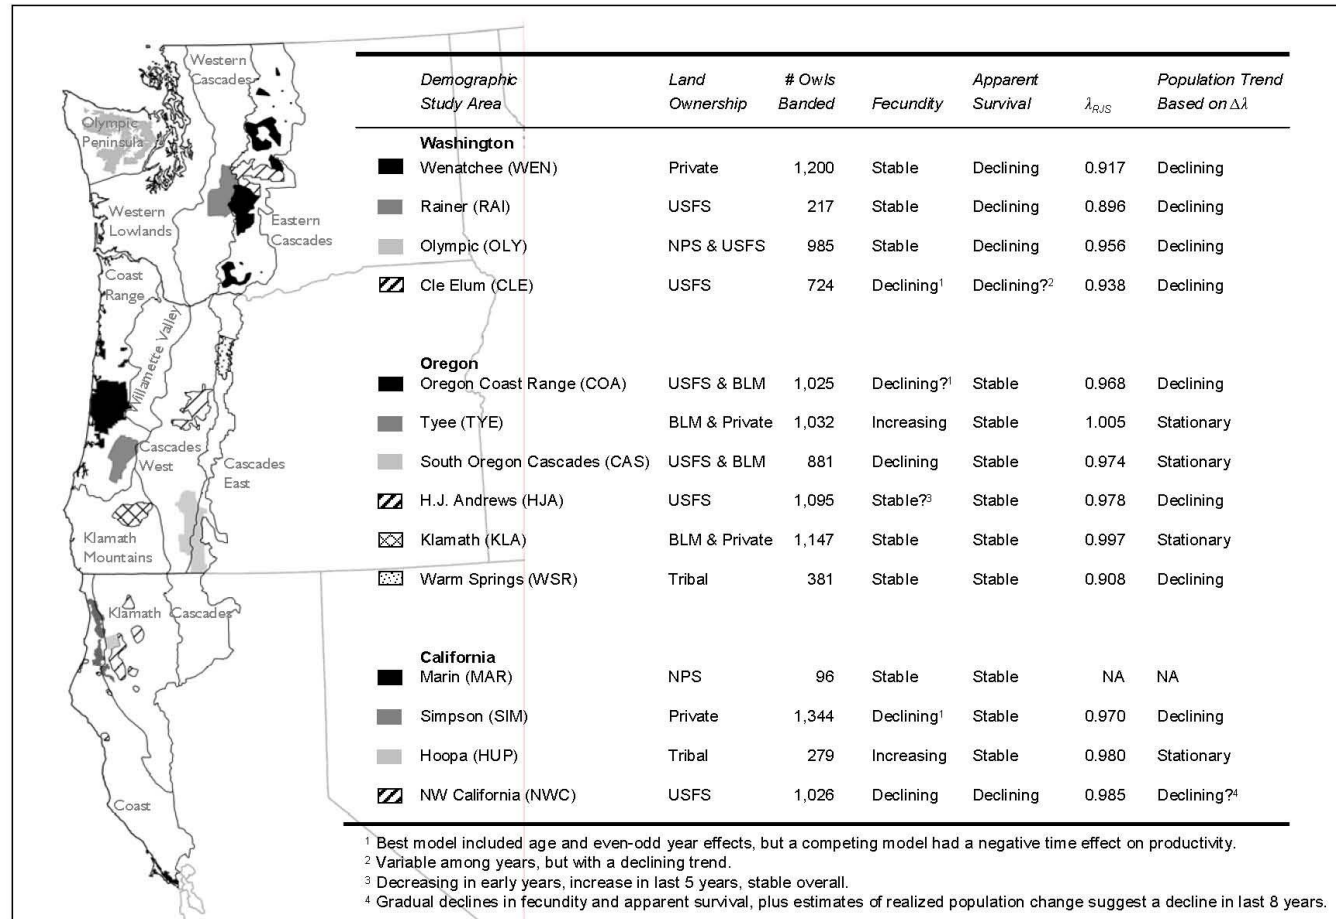 Western
Cascades
Olympic
Peninsula
Western
Lowlands
Eastern
Cascades
Coast
Range
Willamette Valley
Cascades
West
Cascades
East
Klamath
Mountains
Klamath
Cascades
Coast
Demographic Study Area Land Ownership # Owls Banded Fecundity Apparent Survival λRJS Population Trend Based on Δλ
Washington
Wenatchee (WEN) Private 1,200 Stable Declining 0.917 Declining
Rainer (RAI) USFS 217 Stable Declining 0.896 Declining
Olympic (OLY) NPS & USFS 985 Stable Declining 0.956 Declining
Cle Elum (CLE) USFS 724 Declining¹ Declining?² 0.938 Declining
Oregon
Oregon Coast Range (COA) USFS & BLM 1,025 Declining?¹ Stable 0.968 Declining
Tyee (TYE) BLM & Private 1,032 Increasing Stable 1.005 Stationary
South Oregon Cascades (CAS) USFS & BLM 881 Declining Stable 0.974 Stationary
H.J. Andrews (HJA) USFS 1,095 Stable?³ Stable 0.978 Declining
Klamath (KLA) BLM & Private 1,147 Stable Stable 0.997 Stationary
Warm Springs (WSR) Tribal 381 Stable Stable 0.908 Declining
California
Marin (MAR) NPS 96 Stable Stable NA NA
Simpson (SIM) Private 1,344 Declining¹ Stable 0.970 Declining
Hoopa (HUP) Tribal 279 Increasing Stable 0.980 Stationary
NW California (NWC) USFS 1,026 Declining Declining 0.985 Declining?⁴
¹ Best model included age and even-odd year effects, but a competing model had a negative time effect on productivity.
² Variable among years, but with a declining trend.
³ Decreasing in early years, increase in last 5 years, stable overall.
⁴ Gradual declines in fecundity and apparent survival, plus estimates of realized population change suggest a decline in last 8 years.